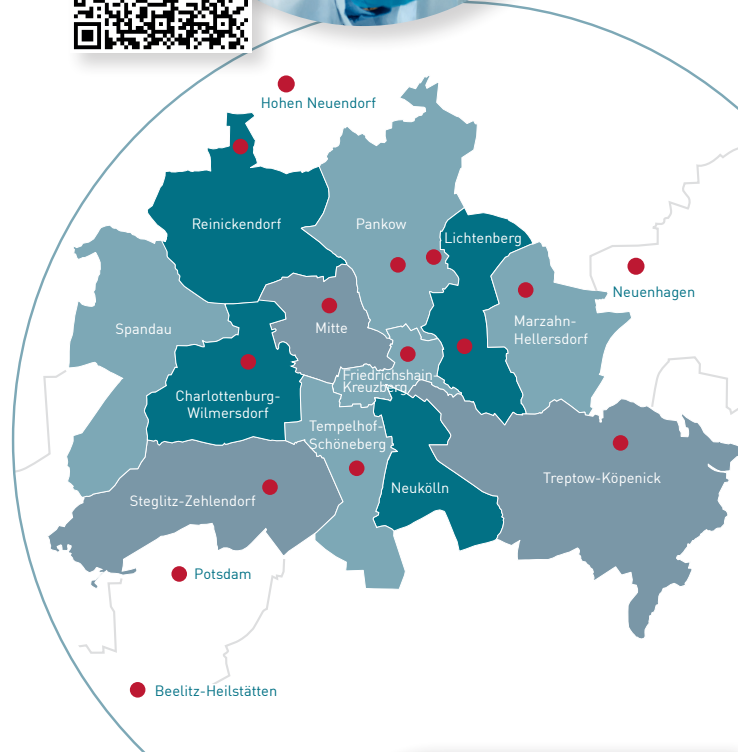 Hohen Neuendorf
Reinickendorf
Pankow
Lichtenberg
Neuenhagen
Spandau
Mitte
Marzahn-
Hellersdorf
Friedrichshain
Kreuzberg
Charlottenburg-
Wilmersdorf
Tempelhof-
Schöneberg
Neukölln
Treptow-Köpenick
Steglitz-Zehlendorf
Potsdam
Beelitz-Heilstätten